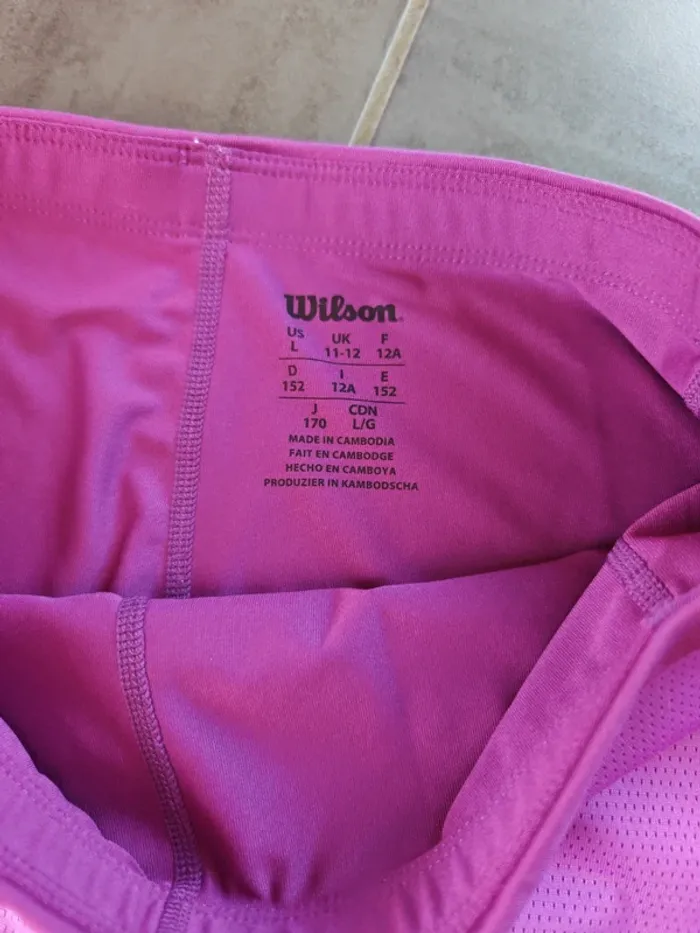 Wilson
US UK F
L 11-12 12A
D I E
152 12A 152
J CDN
170 L/G
MADE IN CAMBODIA
FAIT EN CAMBODGE
HECHO EN CAMBOYA
PRODUZIER IN KAMBODSCHA